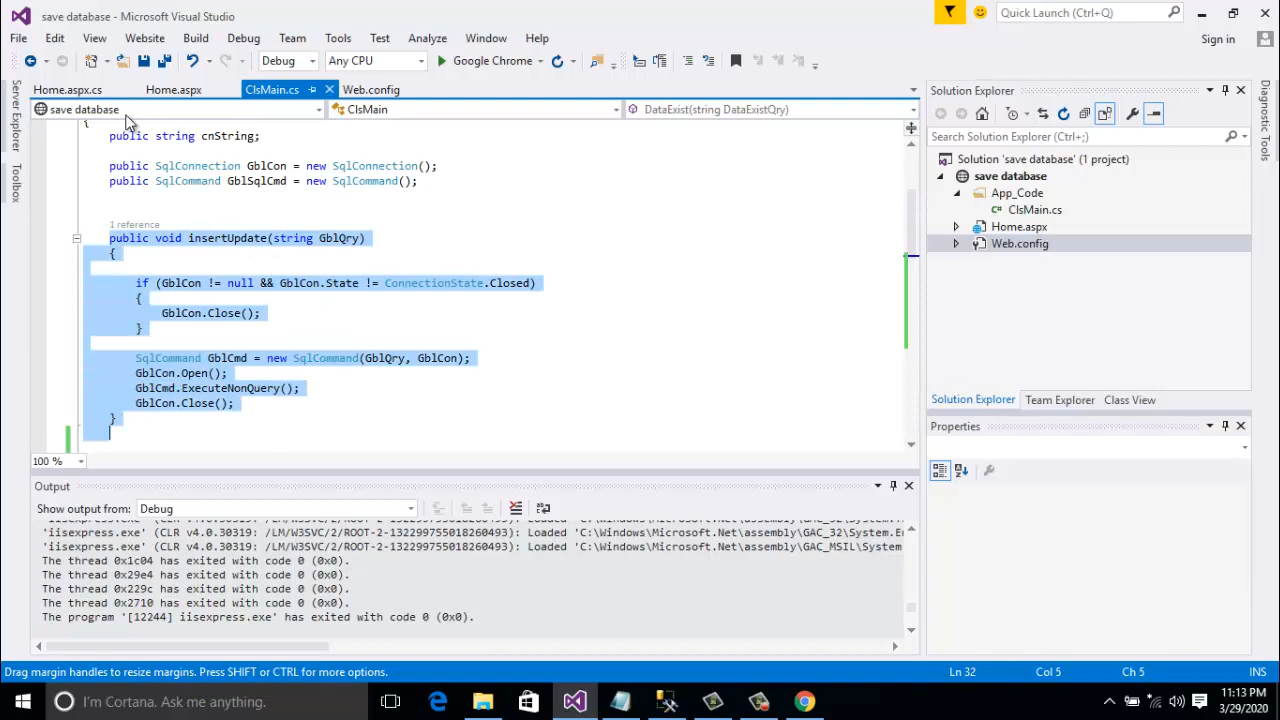 save database - Microsoft Visual Studio
Quick Launch (Ctrl+Q)
File Edit View Website Build Debug Team Tools Test Analyze Window Help
Sign in
Debug Any CPU Google Chrome
Server Explorer
Toolbox
Home.aspx.cs Home.aspx ClsMain.cs Web.config
save database ClsMain DataExist(string DataExistQry)
{
public string cnString;
public SqlConnection GblCon = new SqlConnection();
public SqlCommand GblSqlCmd = new SqlCommand();
1 reference
public void insertUpdate(string GblQry)
{
if (GblCon != null && GblCon.State != ConnectionState.Closed)
{
GblCon.Close();
}
SqlCommand GblCmd = new SqlCommand(GblQry, GblCon);
GblCon.Open();
GblCmd.ExecuteNonQuery();
GblCon.Close();
}
100 %
Output
Show output from: Debug
'iisexpress.exe' (CLR v4.0.30319: /LM/W3SVC/2/ROOT-2-132299755018260493): Loaded 'C:\Windows\Microsoft.Net\assembly\GAC_32\System.En
'iisexpress.exe' (CLR v4.0.30319: /LM/W3SVC/2/ROOT-2-132299755018260493): Loaded 'C:\Windows\Microsoft.Net\assembly\GAC_MSIL\System
The thread 0x1c04 has exited with code 0 (0x0).
The thread 0x29e4 has exited with code 0 (0x0).
The thread 0x229c has exited with code 0 (0x0).
The thread 0x2710 has exited with code 0 (0x0).
The program '[12244] iisexpress.exe' has exited with code 0 (0x0).
Solution Explorer
Search Solution Explorer (Ctrl+;)
Solution 'save database' (1 project)
save database
App_Code
C# ClsMain.cs
Home.aspx
Web.config
Solution Explorer Team Explorer Class View
Properties
Diagnostic Tools
Drag margin handles to resize margins. Press SHIFT or CTRL for more options. Ln 32 Col 5 Ch 5 INS
I'm Cortana. Ask me anything.
11:13 PM
3/29/2020